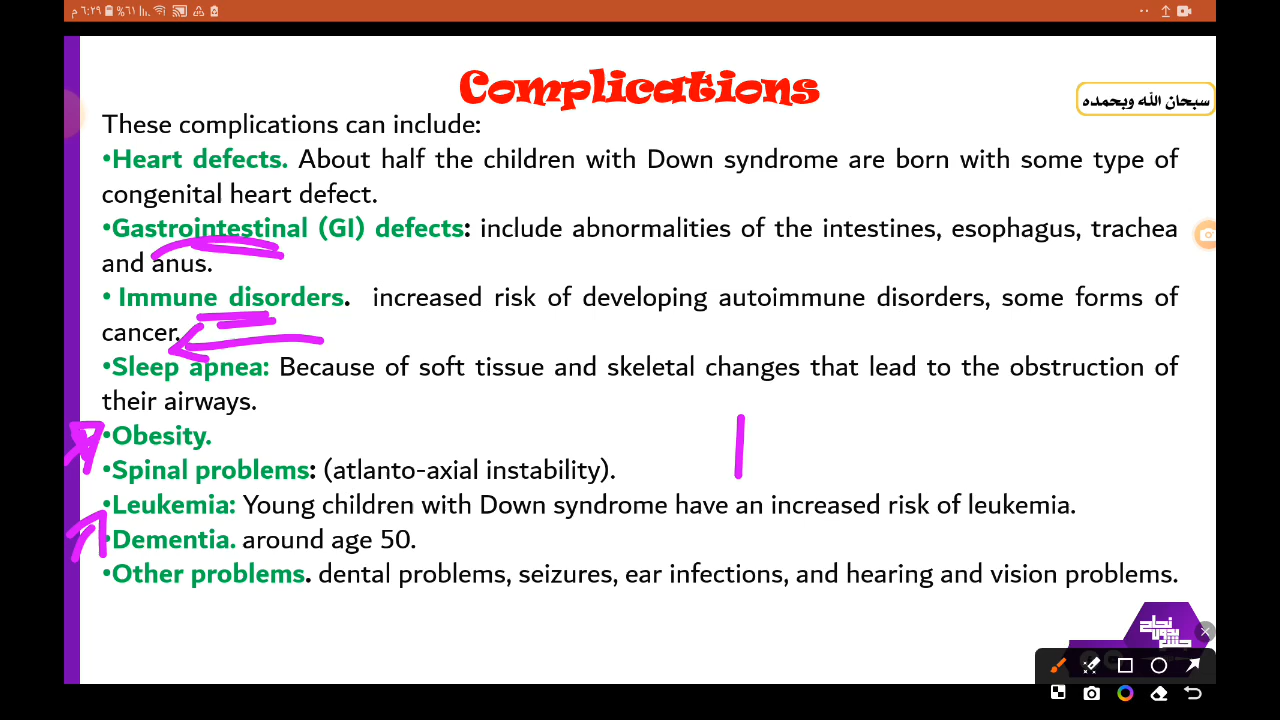 م ٦:٢٩ %٦١
Complications
سبحان الله وبحمده
These complications can include:
•Heart defects. About half the children with Down syndrome are born with some type of
congenital heart defect.
•Gastrointestinal (GI) defects: include abnormalities of the intestines, esophagus, trachea
and anus.
• Immune disorders. increased risk of developing autoimmune disorders, some forms of
cancer.
•Sleep apnea: Because of soft tissue and skeletal changes that lead to the obstruction of
their airways.
•Obesity.
•Spinal problems: (atlanto-axial instability).
•Leukemia: Young children with Down syndrome have an increased risk of leukemia.
•Dementia. around age 50.
•Other problems. dental problems, seizures, ear infections, and hearing and vision problems.
نجاح
بدون